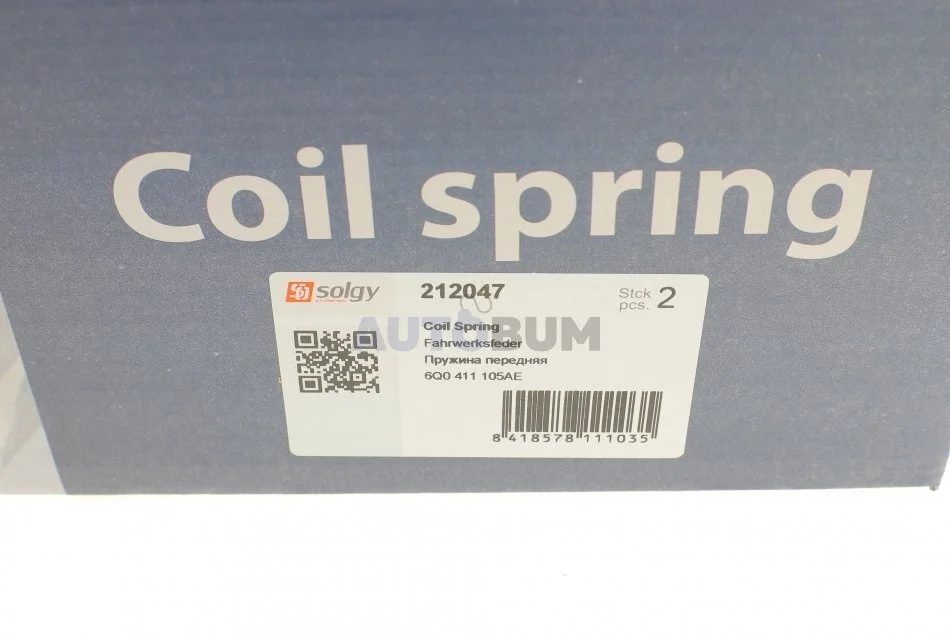 Coil spring
solgy
212047
Stck
pcs. 2
AUTOBUM
Coil Spring
Fahrwerksfeder
Пружина передняя
6Q0 411 105AE
8 418578 111035